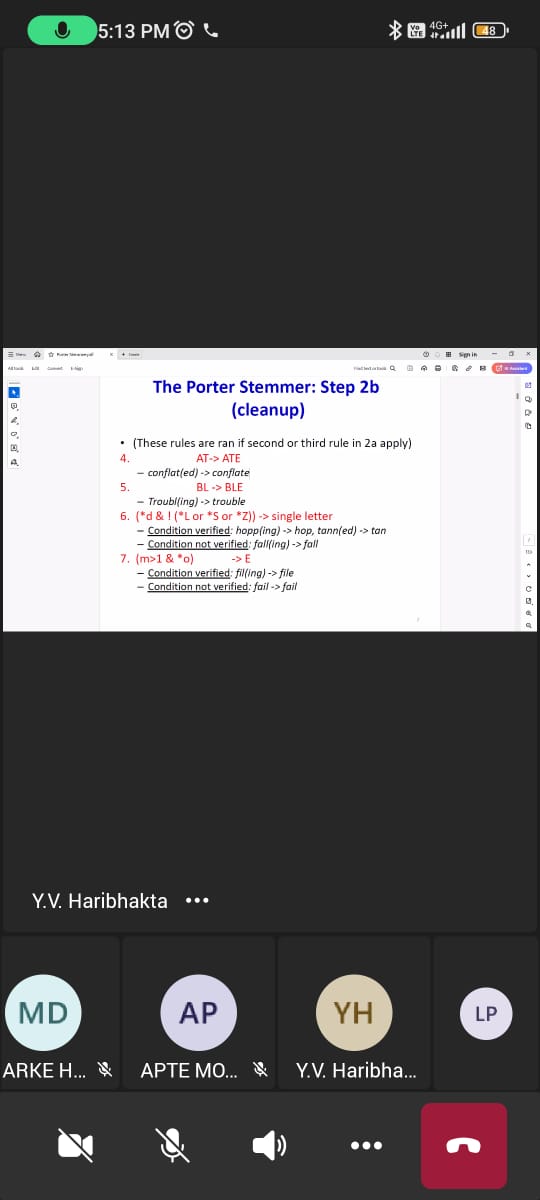 5:13 PM
Vo LTE 4G+ 48
Menu Porter Stemmer.pdf × + Create Sign in
All tools Edit Convert E-Sign Find text or tools AI Assistant
The Porter Stemmer: Step 2b
(cleanup)
• (These rules are ran if second or third rule in 2a apply)
4. AT-> ATE
– conflat(ed) -> conflate
5. BL -> BLE
– Troubl(ing) -> trouble
6. (*d & ! (*L or *S or *Z)) -> single letter
– Condition verified: hopp(ing) -> hop, tann(ed) -> tan
– Condition not verified: fall(ing) -> fall
7. (m>1 & *o) -> E
– Condition verified: fil(ing) -> file
– Condition not verified: fail -> fail
Y.V. Haribhakta
MD AP YH LP
ARKE H... APTE MO... Y.V. Haribha...